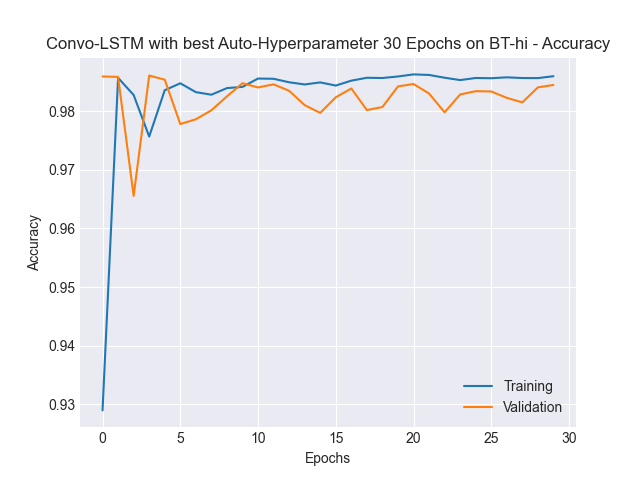 Convo-LSTM with best Auto-Hyperparameter 30 Epochs on BT-hi - Accuracy
Accuracy
0.98
0.97
0.96
0.95
0.94
0.93
0 5 10 15 20 25 30
Epochs
Training
Validation